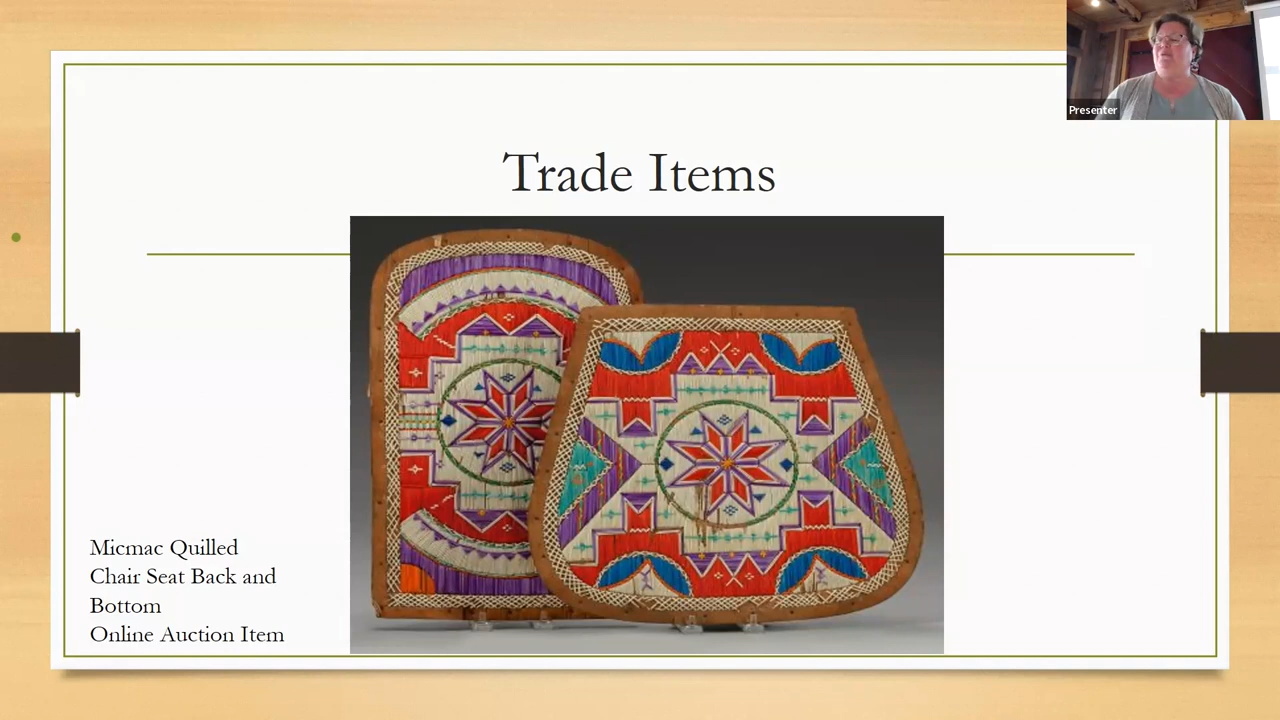 Presenter
Trade Items
Micmac Quilled
Chair Seat Back and
Bottom
Online Auction Item